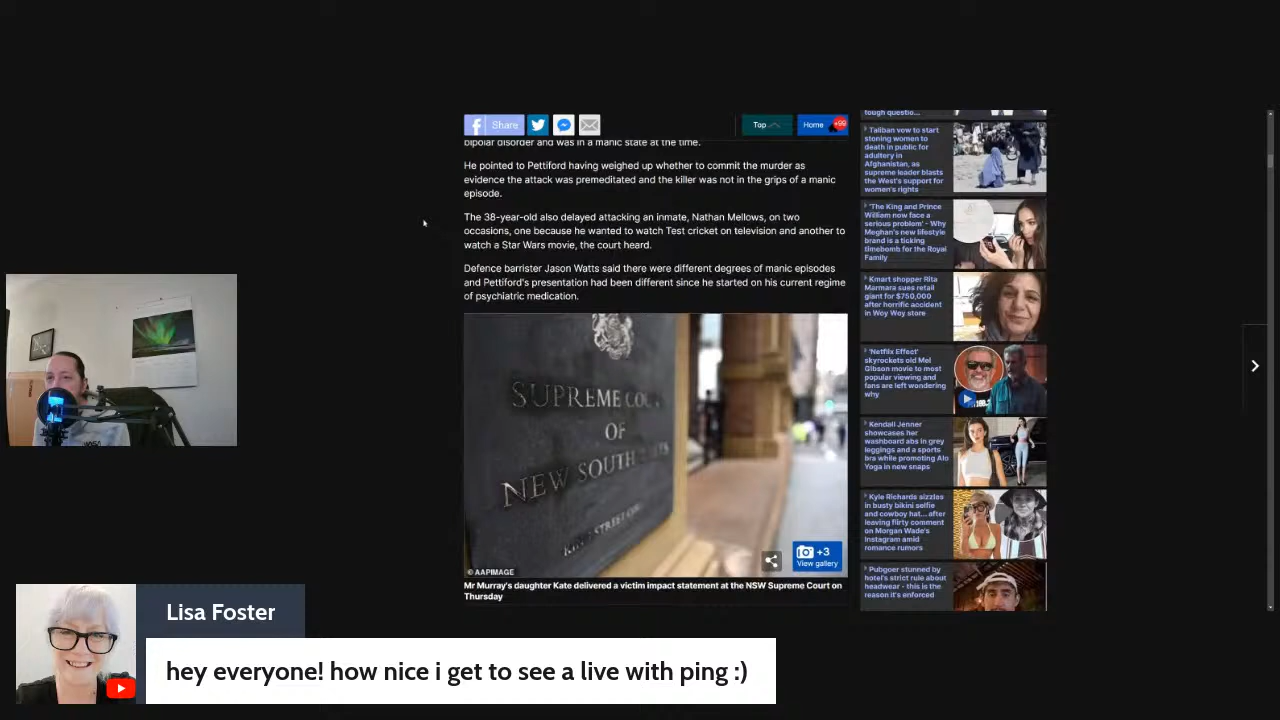 Share
Top
Home
+99
bipolar disorder and was in a manic state at the time.
He pointed to Pettiford having weighed up whether to commit the murder as
evidence the attack was premeditated and the killer was not in the grips of a manic
episode.
The 38-year-old also delayed attacking an inmate, Nathan Mellows, on two
occasions, one because he wanted to watch Test cricket on television and another to
watch a Star Wars movie, the court heard.
Defence barrister Jason Watts said there were different degrees of manic episodes
and Pettiford's presentation had been different since he started on his current regime
of psychiatric medication.
SUPREME COU
OF
NEW SOUTH
© AAPIMAGE
+3
View gallery
Mr Murray's daughter Kate delivered a victim impact statement at the NSW Supreme Court on
Thursday
tough questio...
Taliban vow to start
stoning women to
death in public for
adultery in
Afghanistan, as
supreme leader blasts
the West's support for
women's rights
'The King and Prince
William now face a
serious problem' - Why
Meghan's new lifestyle
brand is a ticking
timebomb for the Royal
Family
Kmart shopper Rita
Marmara sues retail
giant for $750,000
after horrific accident
in Woy Woy store
'Netflix Effect'
skyrockets old Mel
Gibson movie to most
popular viewing and
fans are left wondering
why
Kendall Jenner
showcases her
washboard abs in grey
leggings and a sports
bra while promoting Alo
Yoga in new snaps
Kyle Richards sizzles
in busty bikini selfie
and cowboy hat... after
leaving flirty comment
on Morgan Wade's
Instagram amid
romance rumors
Pubgoer stunned by
hotel's strict rule about
headwear - this is the
reason it's enforced
Lisa Foster
hey everyone! how nice i get to see a live with ping :)